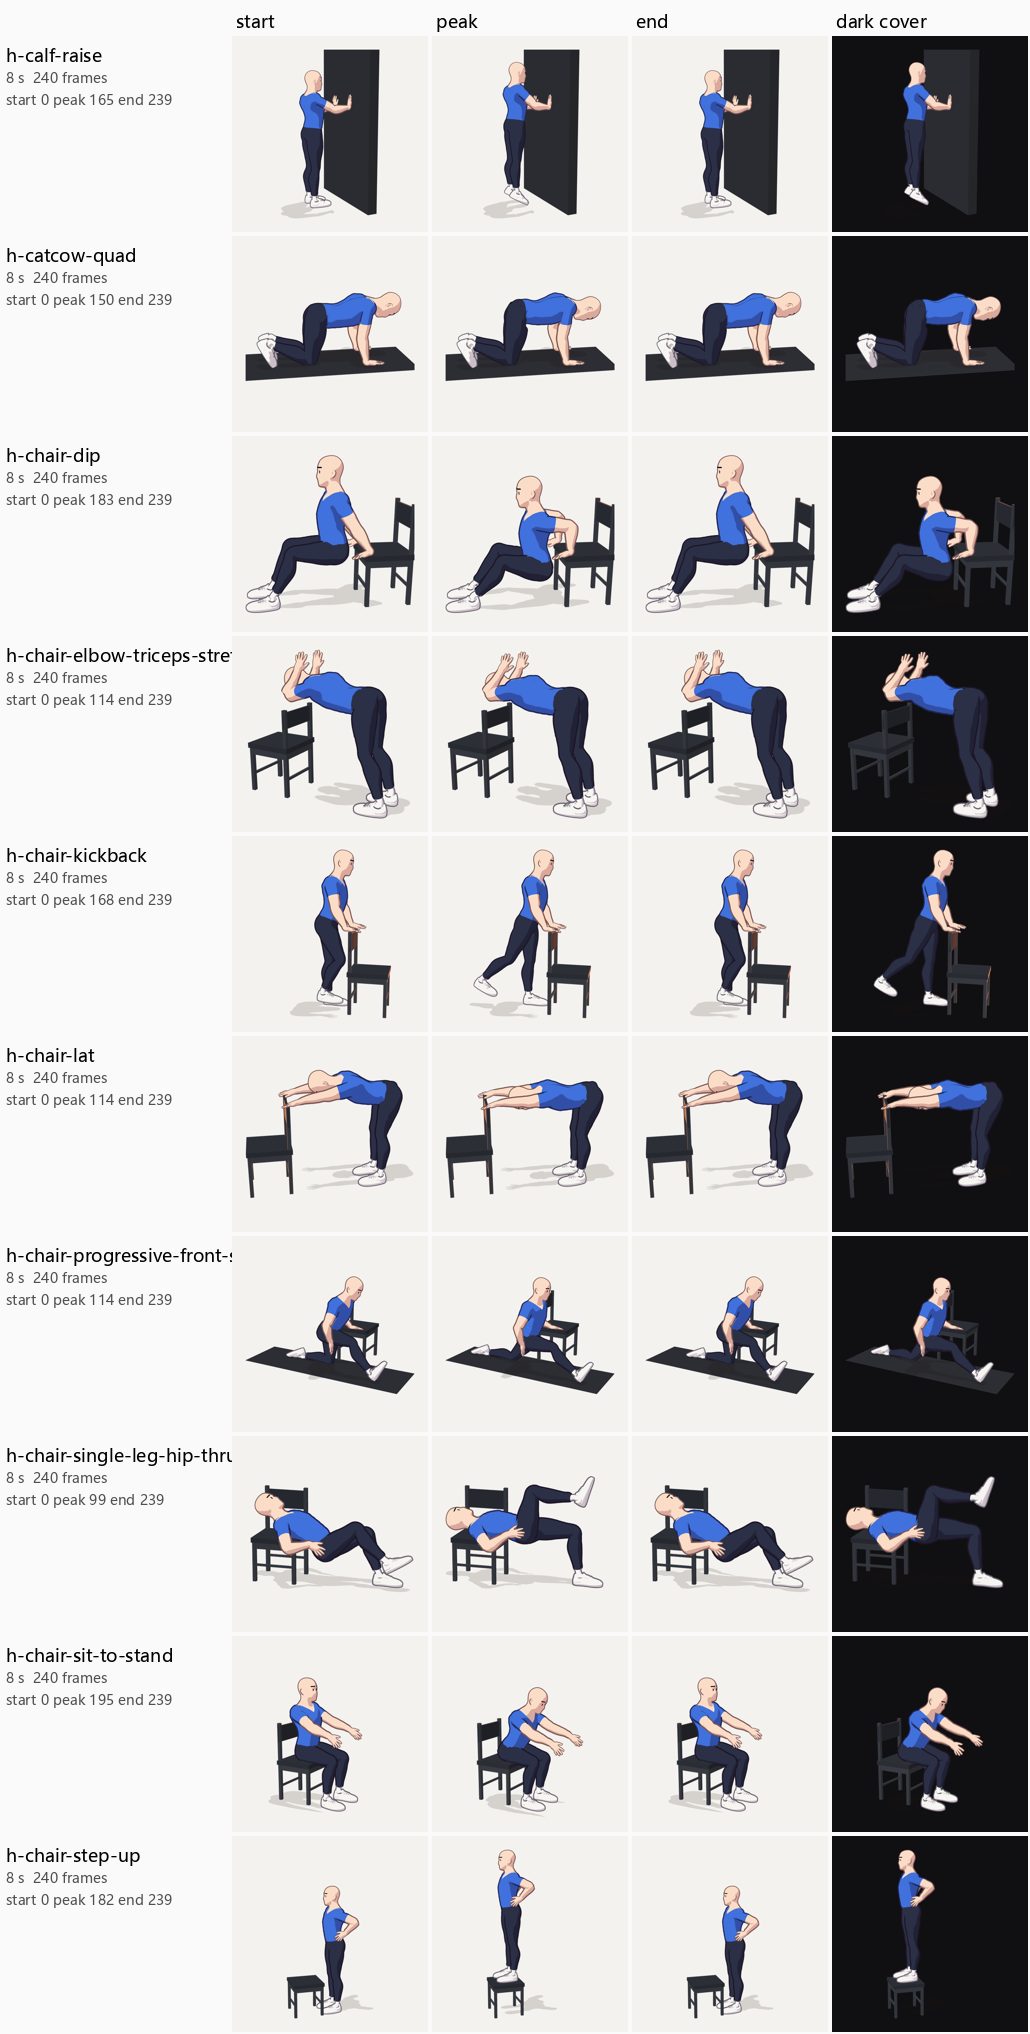 start peak end dark cover
h-calf-raise
8 s 240 frames
start 0 peak 165 end 239
h-catcow-quad
8 s 240 frames
start 0 peak 150 end 239
h-chair-dip
8 s 240 frames
start 0 peak 183 end 239
h-chair-elbow-triceps-stret
8 s 240 frames
start 0 peak 114 end 239
h-chair-kickback
8 s 240 frames
start 0 peak 168 end 239
h-chair-lat
8 s 240 frames
start 0 peak 114 end 239
h-chair-progressive-front-s
8 s 240 frames
start 0 peak 114 end 239
h-chair-single-leg-hip-thru
8 s 240 frames
start 0 peak 99 end 239
h-chair-sit-to-stand
8 s 240 frames
start 0 peak 195 end 239
h-chair-step-up
8 s 240 frames
start 0 peak 182 end 239